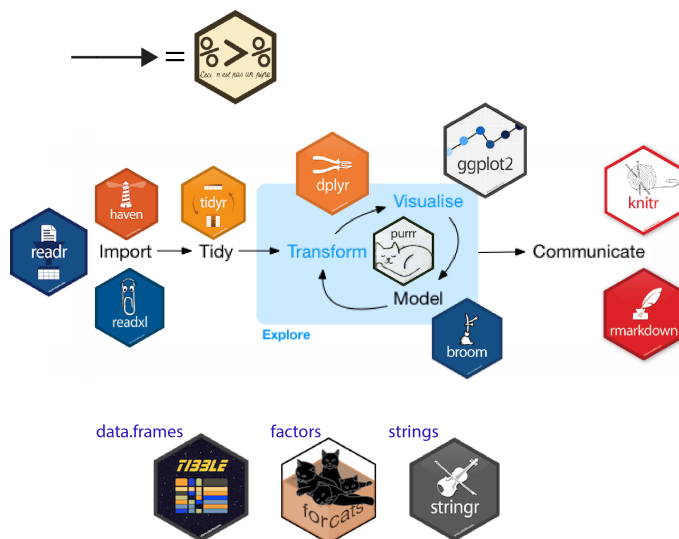 =
%>%
Ceci n'est pas un pipe
ggplot2
dplyr
Visualise
knitr
haven
tidyr
purrr
readr
Import
Tidy
Transform
Communicate
readxl
Model
Explore
broom
rmarkdown
data.frames
factors
strings
TIBBLE
forcats
stringr